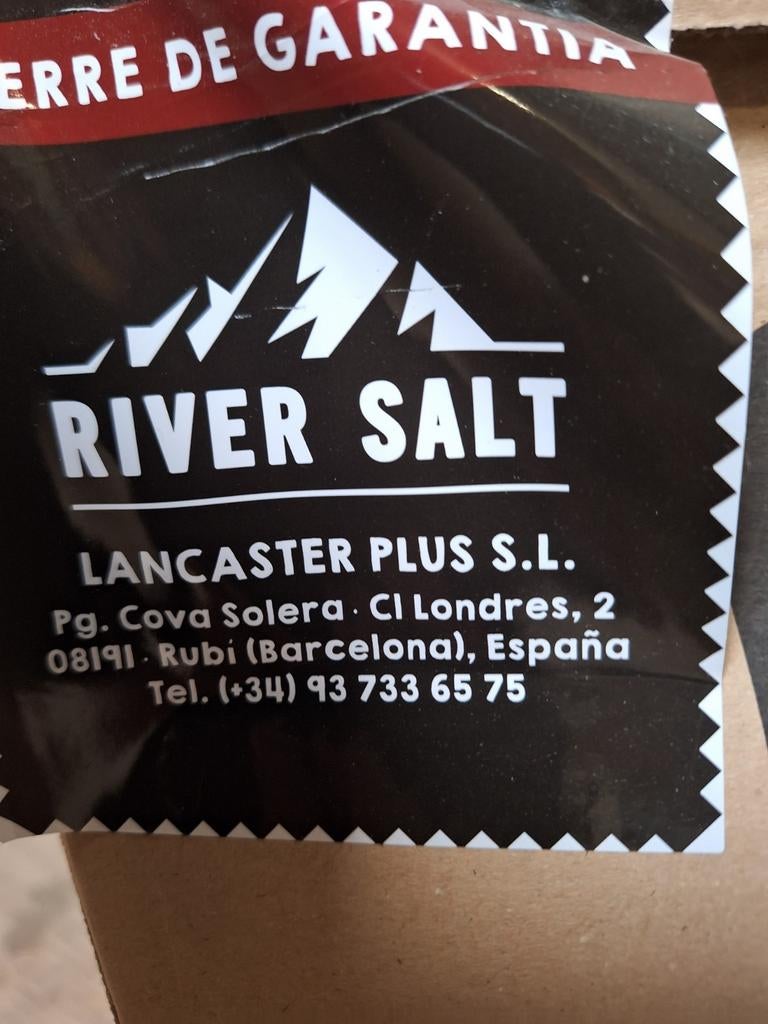 ERRE DE GARANTÍA
RIVER SALT
LANCASTER PLUS S.L.
Pg. Cova Solera · Cl Londres, 2
08191 · Rubí (Barcelona), España
Tel. (+34) 93 733 65 75